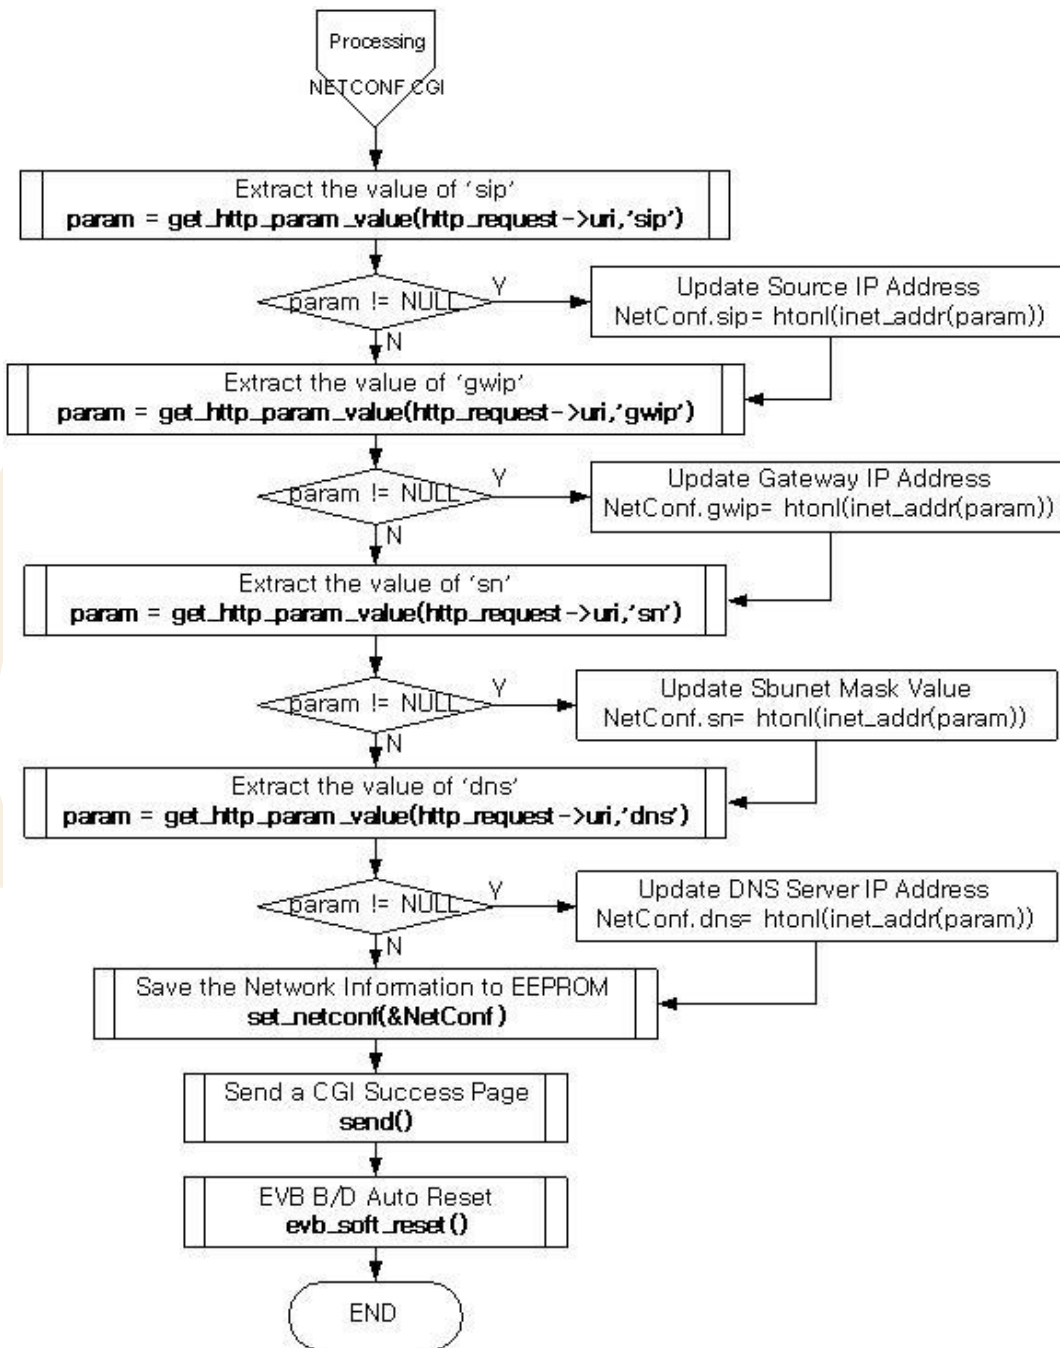 Processing
NETCONF CGI
Extract the value of 'sip'
param = get_http_param_value(http_request->uri,'sip')
param != NULL
Y
Update Source IP Address
NetConf.sip= htonl(inet_addr(param))
N
Extract the value of 'gwip'
param = get_http_param_value(http_request->uri,'gwip')
param != NULL
Y
Update Gateway IP Address
NetConf.gwip= htonl(inet_addr(param))
N
Extract the value of 'sn'
param = get_http_param_value(http_request->uri,'sn')
param != NULL
Y
Update Sbunet Mask Value
NetConf.sn= htonl(inet_addr(param))
N
Extract the value of 'dns'
param = get_http_param_value(http_request->uri,'dns')
param != NULL
Y
Update DNS Server IP Address
NetConf.dns= htonl(inet_addr(param))
N
Save the Network Information to EEPROM
set_netconf(&NetConf)
Send a CGI Success Page
send()
EVB B/D Auto Reset
evb_soft_reset()
END